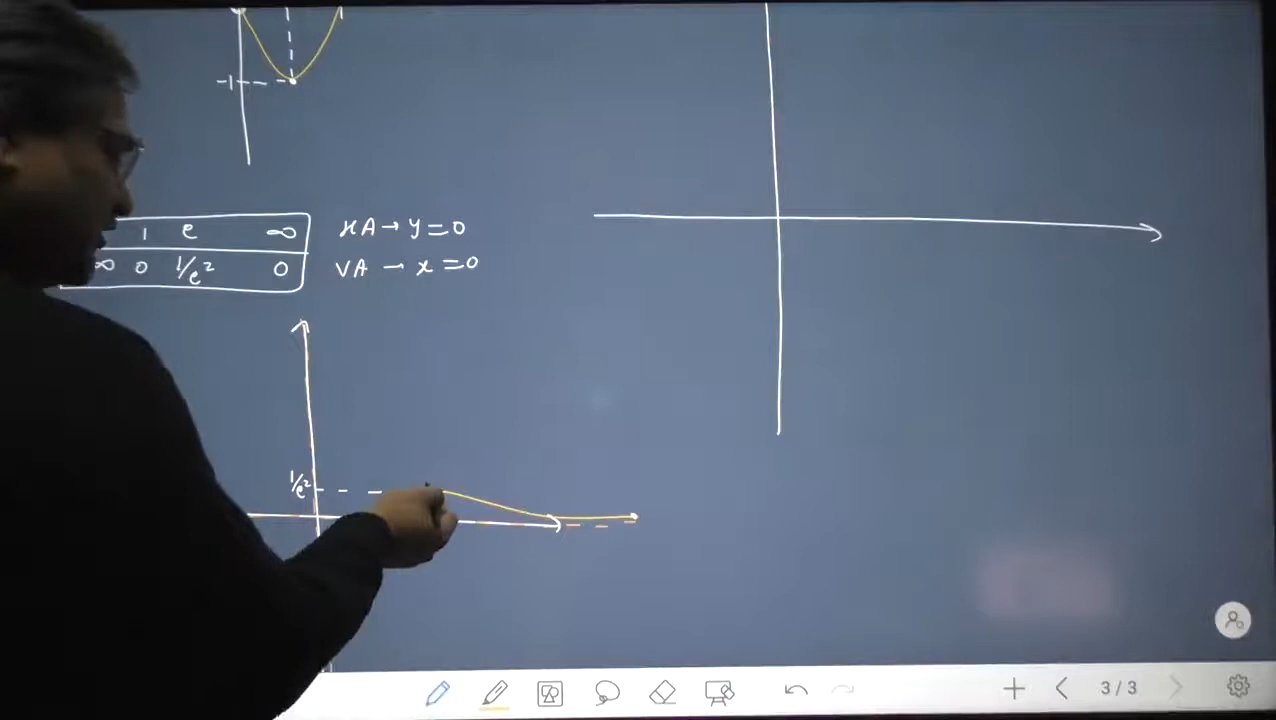 -1
1 e ∞
∞ 0 1/e² 0
HA → y = 0
VA → x = 0
1/e²
3/3